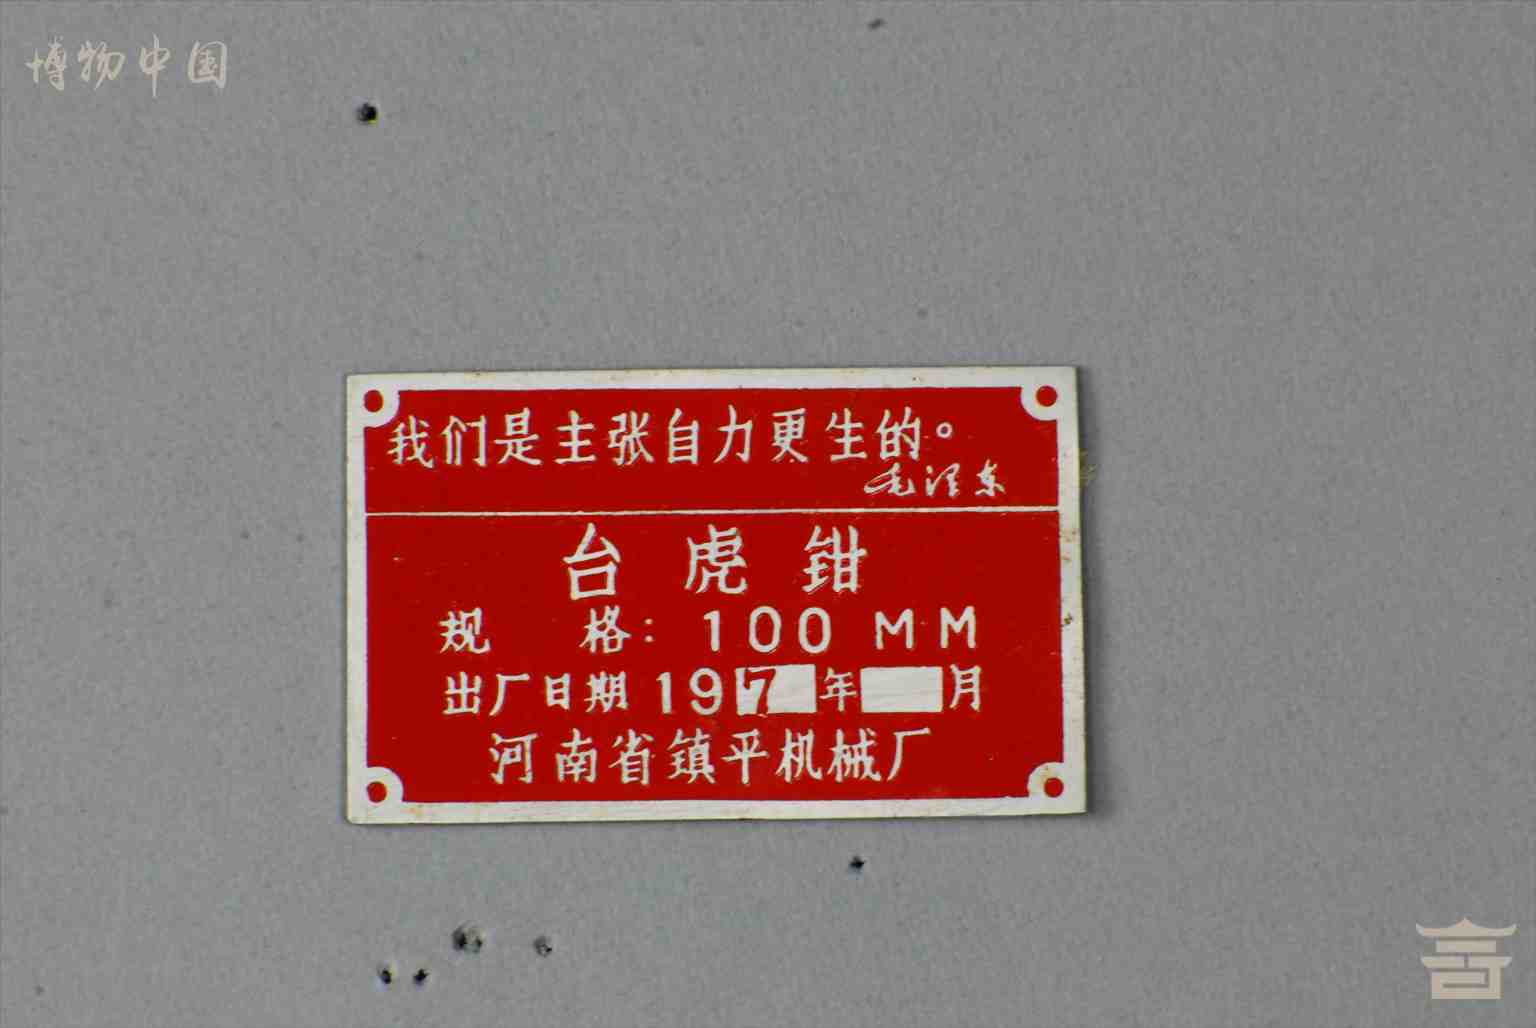 博物中国
我们是主张自力更生的。
毛泽东
台虎钳
规 格：100 MM
出厂日期 197 年 月
河南省镇平机械厂